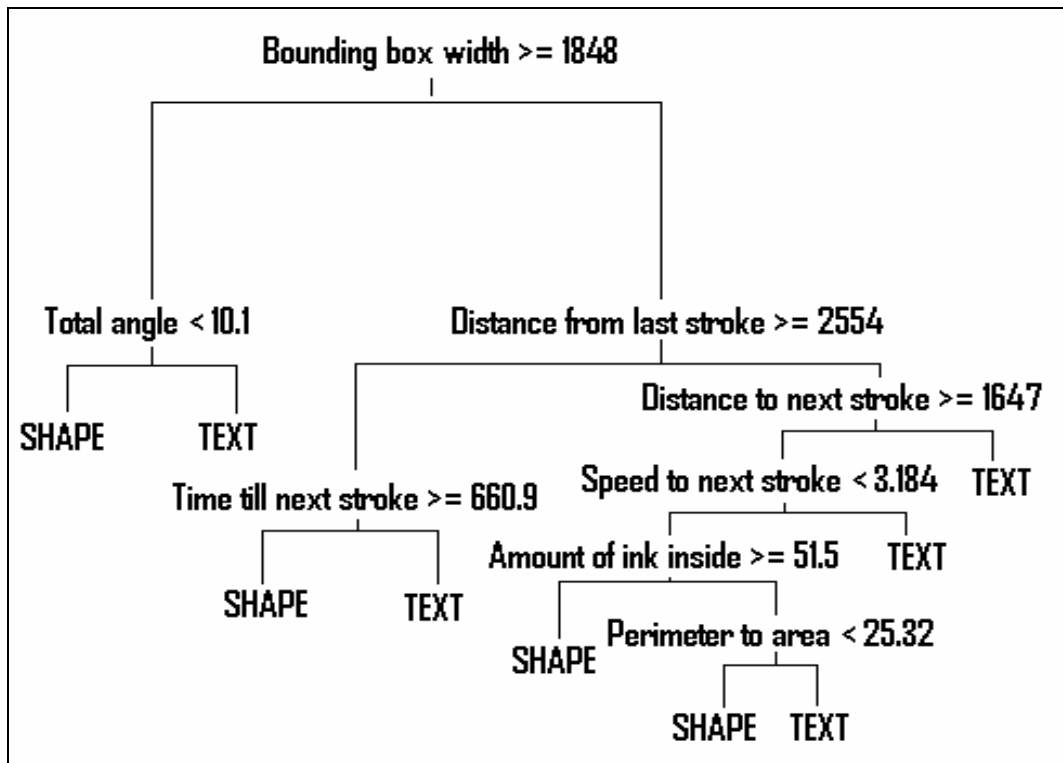 Bounding box width >= 1848
Total angle < 10.1
Distance from last stroke >= 2554
SHAPE
TEXT
Distance to next stroke >= 1647
Time till next stroke >= 660.9
Speed to next stroke < 3.184
TEXT
SHAPE
TEXT
Amount of ink inside >= 51.5
TEXT
SHAPE
Perimeter to area < 25.32
SHAPE
TEXT